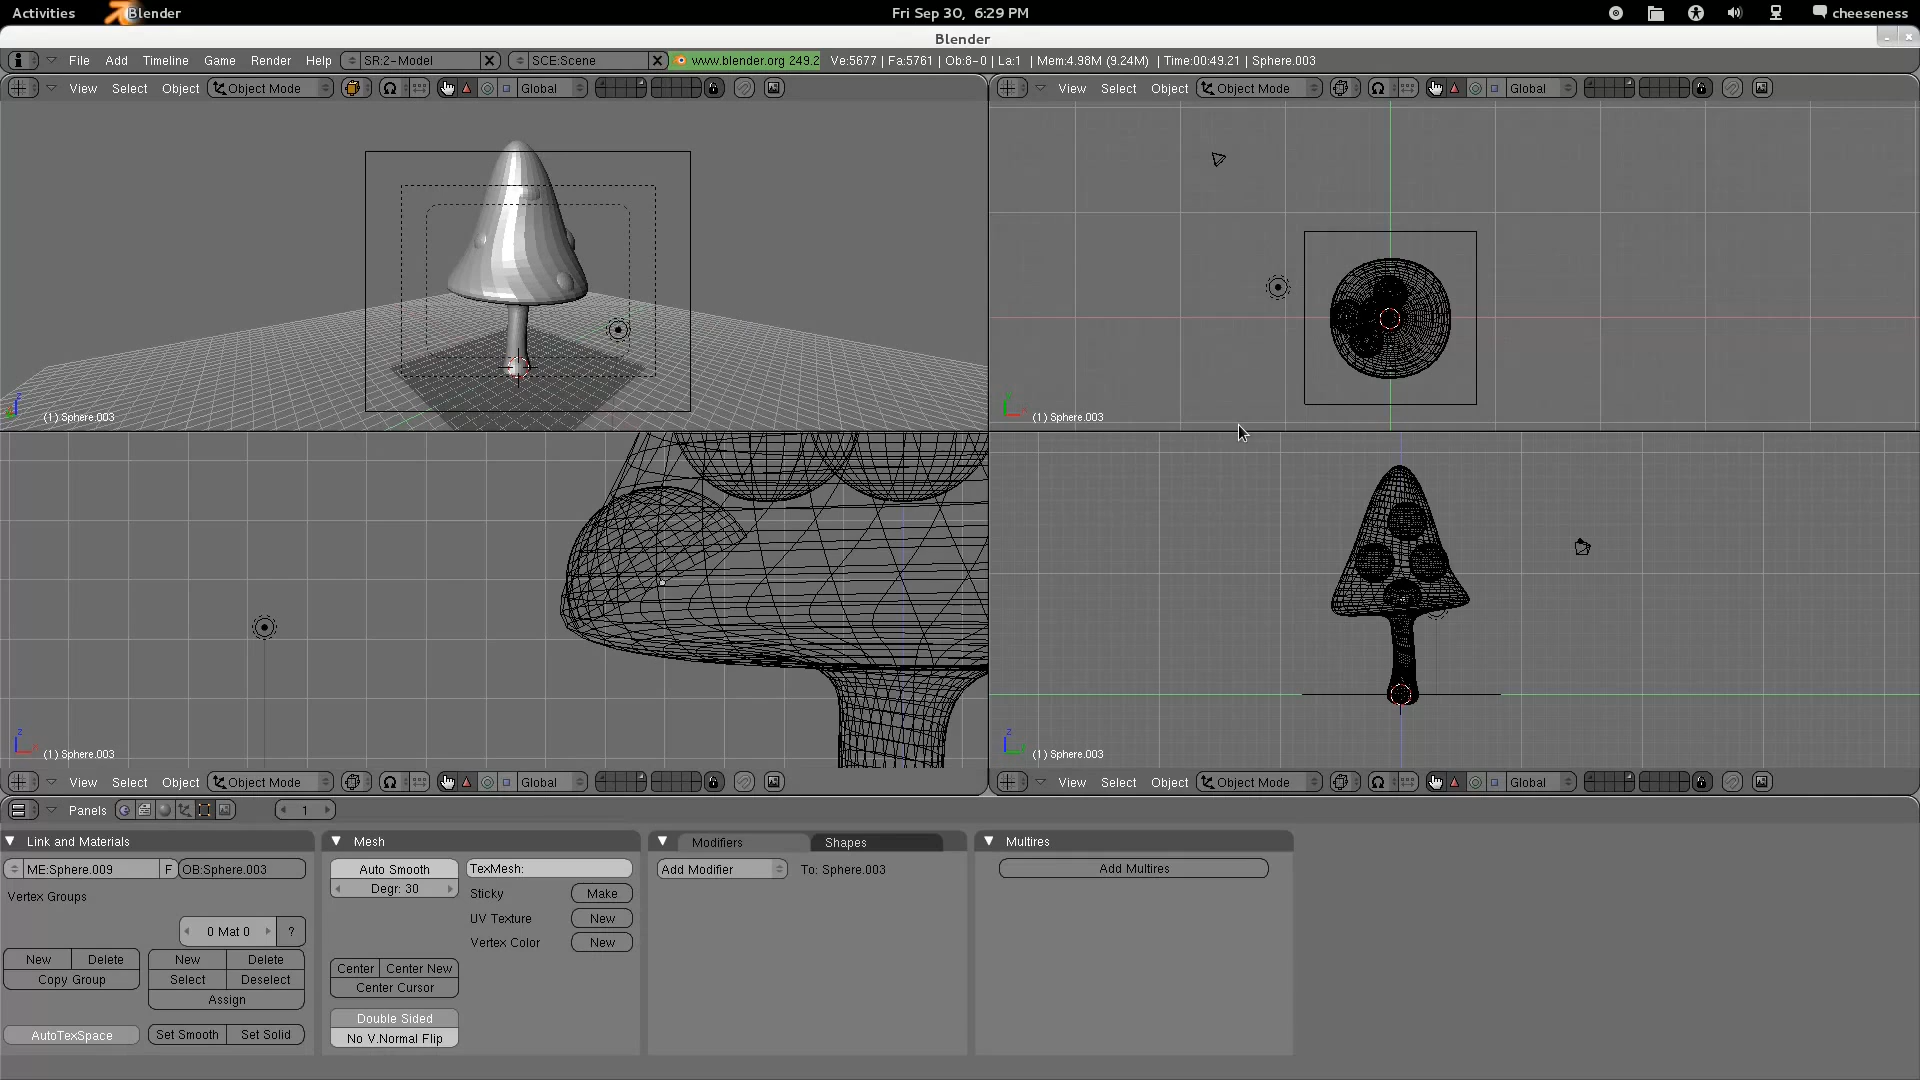 Activities Blender Fri Sep 30, 6:29 PM cheeseness
Blender
File Add Timeline Game Render Help SR:2-Model SCE:Scene www.blender.org 249.2 Ve:5677 | Fa:5761 | Ob:8-0 | La:1 | Mem:4.98M (9.24M) | Time:00:49.21 | Sphere.003
View Select Object Object Mode Global
View Select Object Object Mode Global
(1) Sphere.003
(1) Sphere.003
(1) Sphere.003
(1) Sphere.003
View Select Object Object Mode Global
View Select Object Object Mode Global
Panels 1
Link and Materials
ME:Sphere.009 F OB:Sphere.003
Vertex Groups
0 Mat 0 ?
New Delete New Delete
Copy Group Select Deselect
Assign
AutoTexSpace Set Smooth Set Solid
Mesh
Auto Smooth TexMesh:
Degr: 30
Sticky Make
UV Texture New
Vertex Color New
Center Center New
Center Cursor
Double Sided
No V.Normal Flip
Modifiers Shapes
Add Modifier To: Sphere.003
Multires
Add Multires